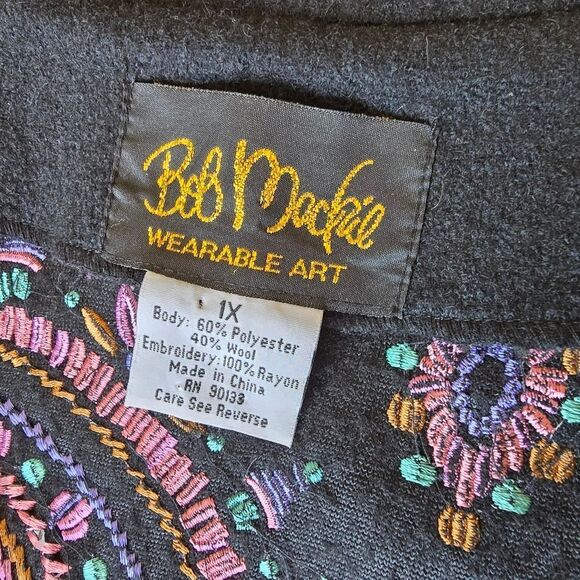 Bob Mackie
WEARABLE ART
1X
Body: 60% Polyester
40% Wool
Embroidery: 100% Rayon
Made in China
RN 90133
Care See Reverse